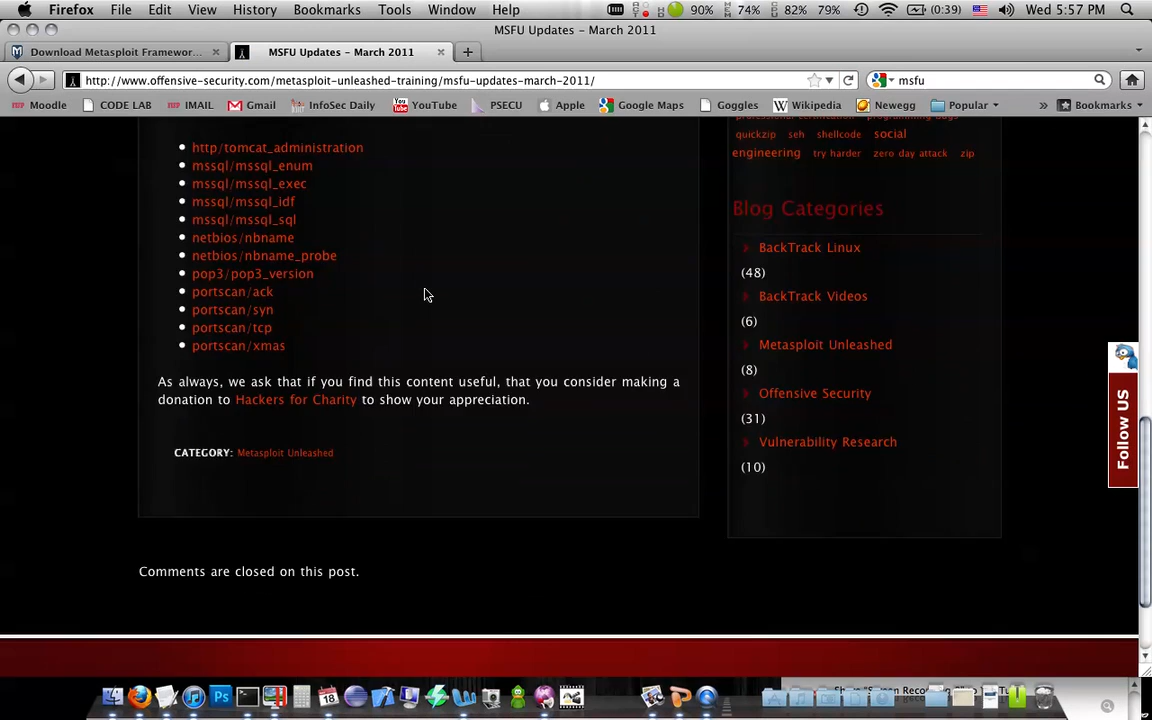 Firefox File Edit View History Bookmarks Tools Window Help 90% 74% 82% 79% (0:39) Wed 5:57 PM
MSFU Updates – March 2011
Download Metasploit Framewor... MSFU Updates – March 2011
http://www.offensive-security.com/metasploit-unleashed-training/msfu-updates-march-2011/ msfu
Moodle CODE LAB IMAIL Gmail InfoSec Daily YouTube PSECU Apple Google Maps Goggles Wikipedia Newegg Popular Bookmarks
quickzip seh shellcode social
engineering try harder zero day attack zip
http/tomcat_administration
mssql/mssql_enum
mssql/mssql_exec
mssql/mssql_idf
mssql/mssql_sql
netbios/nbname
netbios/nbname_probe
pop3/pop3_version
portscan/ack
portscan/syn
portscan/tcp
portscan/xmas
As always, we ask that if you find this content useful, that you consider making a
donation to Hackers for Charity to show your appreciation.
CATEGORY: Metasploit Unleashed
Blog Categories
BackTrack Linux
(48)
BackTrack Videos
(6)
Metasploit Unleashed
(8)
Offensive Security
(31)
Vulnerability Research
(10)
Follow US
Comments are closed on this post.
18